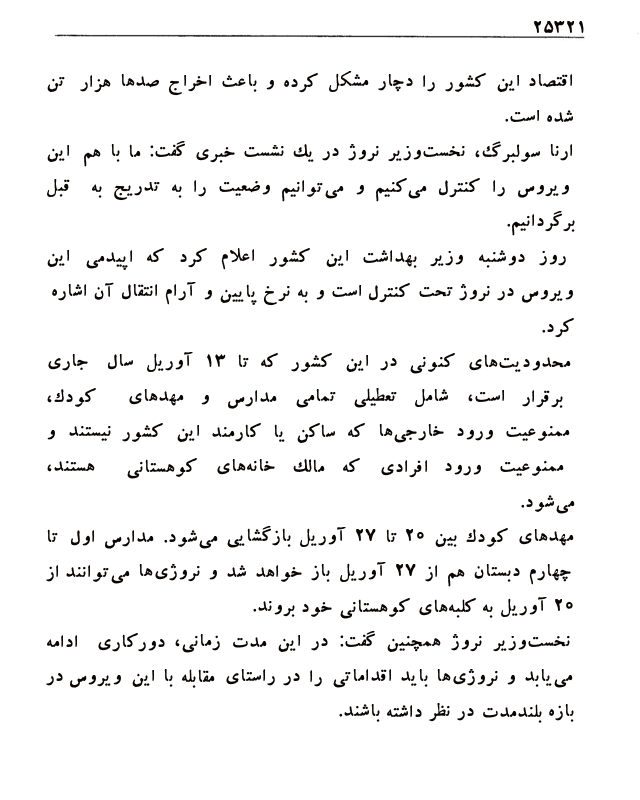 ۲۵۳۲۱
اقتصاد این کشور را دچار مشکل کرده و باعث اخراج صدها هزار تن
شده است.
ارنا سولبرگ، نخست‌وزیر نروژ در یك نشست خبری گفت: ما با هم این
ویروس را کنترل می‌کنیم و می‌توانیم وضعیت را به تدریج به قبل
برگردانیم.
روز دوشنبه وزیر بهداشت این کشور اعلام کرد که اپیدمی این
ویروس در نروژ تحت کنترل است و به نرخ پایین و آرام انتقال آن اشاره
کرد.
محدودیت‌های کنونی در این کشور که تا ۱۳ آوریل سال جاری
برقرار است، شامل تعطیلی تمامی مدارس و مهدهای کودك،
ممنوعیت ورود خارجی‌ها که ساکن یا کارمند این کشور نیستند و
ممنوعیت ورود افرادی که مالك خانه‌های کوهستانی هستند،
می‌شود.
مهدهای کودك بین ۲۰ تا ۲۷ آوریل بازگشایی می‌شود. مدارس اول تا
چهارم دبستان هم از ۲۷ آوریل باز خواهد شد و نروژی‌ها می‌توانند از
۲۰ آوریل به کلبه‌های کوهستانی خود بروند.
نخست‌وزیر نروژ همچنین گفت: در این مدت زمانی، دورکاری ادامه
می‌یابد و نروژی‌ها باید اقداماتی را در راستای مقابله با این ویروس در
بازه بلندمدت در نظر داشته باشند.